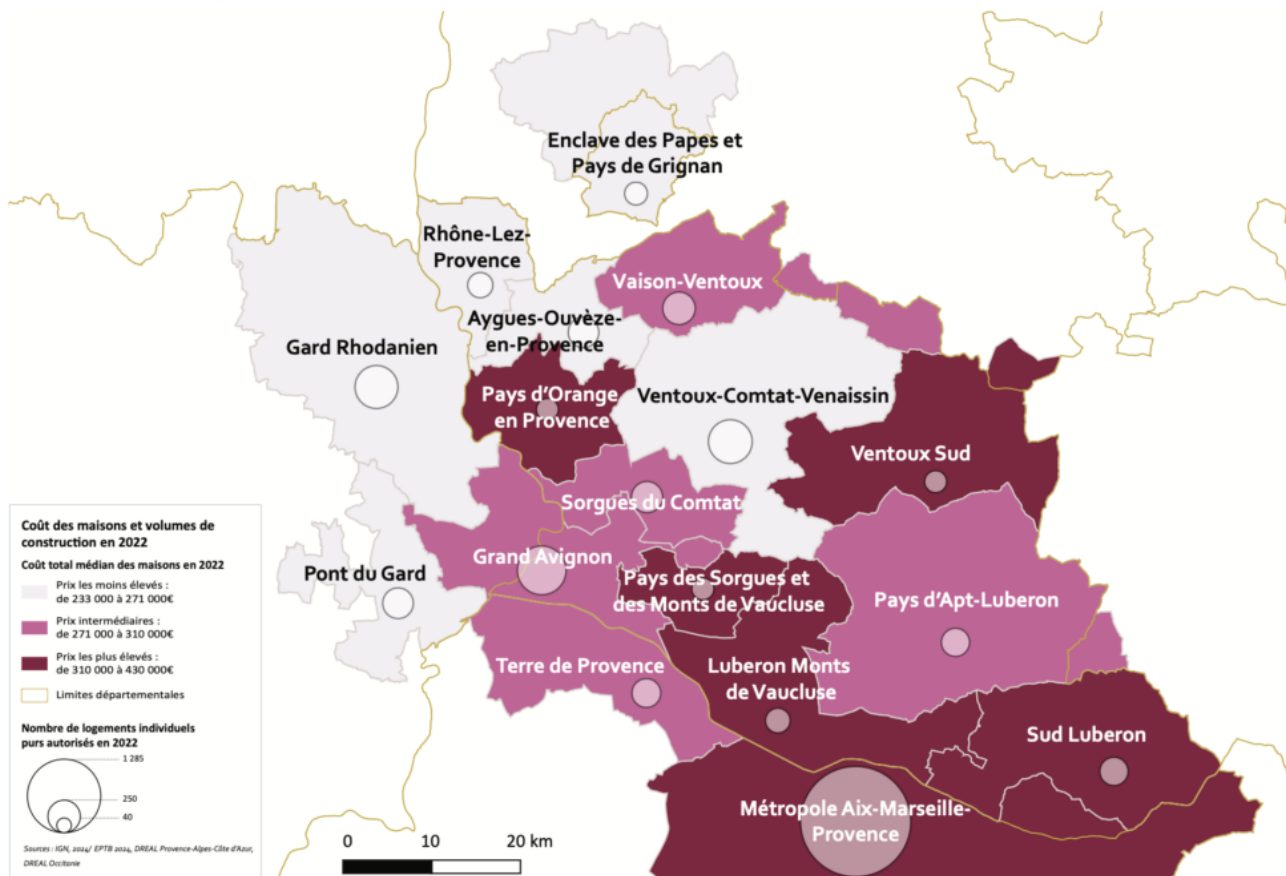 Enclave des Papes et
Pays de Grignan
Rhône-Lez-
Provence
Vaison-Ventoux
Aygues-Ouvèze-
en-Provence
Gard Rhodanien
Pays d'Orange
en Provence
Ventoux-Comtat-Venaissin
Ventoux Sud
Sorgues du Comtat
Grand Avignon
Pont du Gard
Pays des Sorgues et
des Monts de Vaucluse
Pays d'Apt-Luberon
Terre de Provence
Luberon Monts
de Vaucluse
Sud Luberon
Métropole Aix-Marseille-
Provence
Coût des maisons et volumes de
construction en 2022
Coût total médian des maisons en 2022
Prix les moins élevés :
de 233 000 à 271 000€
Prix intermédiaires :
de 271 000 à 310 000€
Prix les plus élevés :
de 310 000 à 430 000€
Limites départementales
Nombre de logements individuels
purs autorisés en 2022
1 285
250
40
Sources : IGN, 2024/ EPTB 2024, DREAL Provence-Alpes-Côte d'Azur,
DREAL Occitanie
0 10 20 km